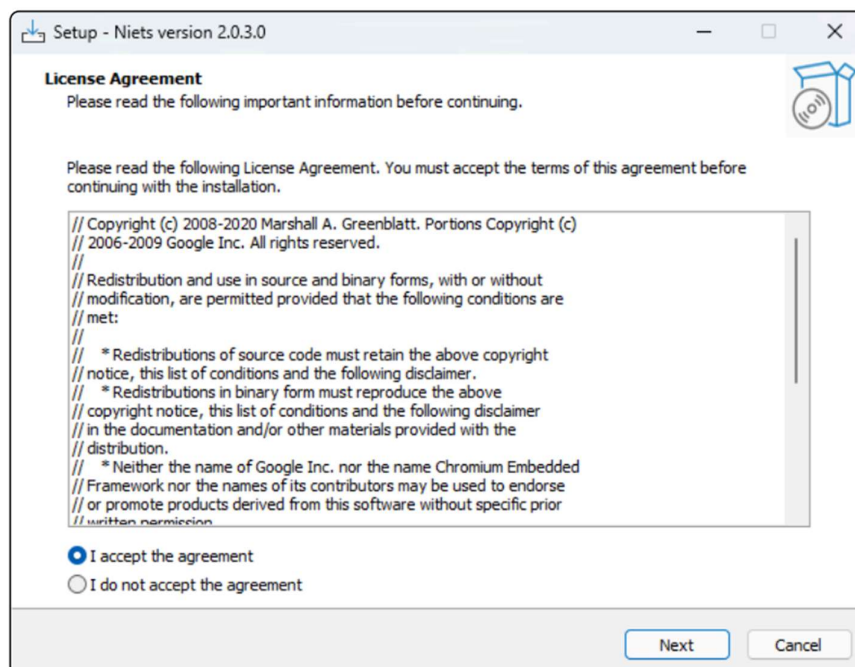 Setup - Niets version 2.0.3.0
License Agreement
Please read the following important information before continuing.
Please read the following License Agreement. You must accept the terms of this agreement before
continuing with the installation.
// Copyright (c) 2008-2020 Marshall A. Greenblatt. Portions Copyright (c)
// 2006-2009 Google Inc. All rights reserved.
//
// Redistribution and use in source and binary forms, with or without
// modification, are permitted provided that the following conditions are
// met:
//
//    * Redistributions of source code must retain the above copyright
// notice, this list of conditions and the following disclaimer.
//    * Redistributions in binary form must reproduce the above
// copyright notice, this list of conditions and the following disclaimer
// in the documentation and/or other materials provided with the
// distribution.
//    * Neither the name of Google Inc. nor the name Chromium Embedded
// Framework nor the names of its contributors may be used to endorse
// or promote products derived from this software without specific prior
// written permission
I accept the agreement
I do not accept the agreement
Next
Cancel